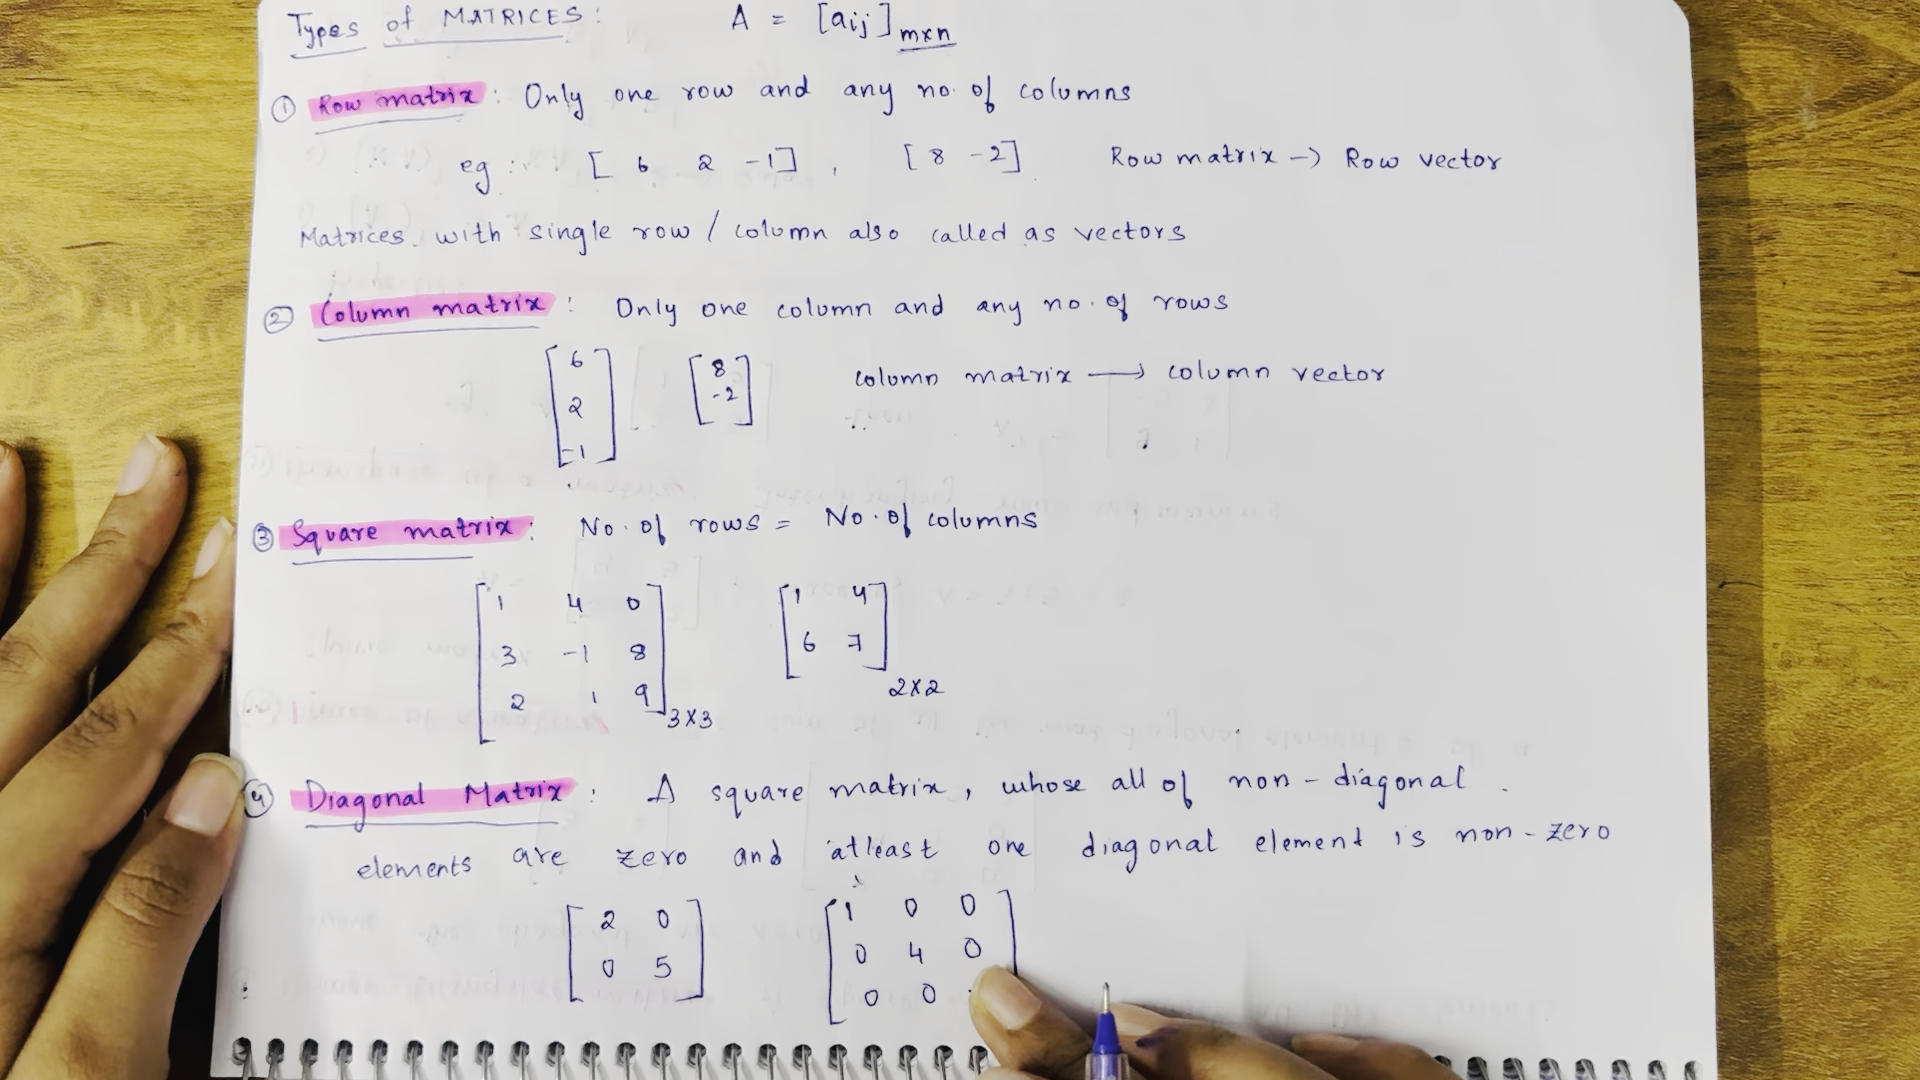 Types of MATRICES : A = [aij] mxn
① Row matrix : Only one row and any no. of columns
eg : [ 6 2 -1 ] , [ 8 -2 ] Row matrix -> Row vector
Matrices with single row / column also called as vectors
② Column matrix : Only one column and any no. of rows
6
2
-1
8
-2
column matrix → column vector
③ Square matrix : No. of rows = No. of columns
1 4 0
3 -1 8
2 1 9
3x3
1 4
6 7
2x2
④ Diagonal Matrix : A square matrix, whose all of non - diagonal
elements are zero and atleast one diagonal element is non - zero
2 0
0 5
1 0 0
0 4 0
0 0